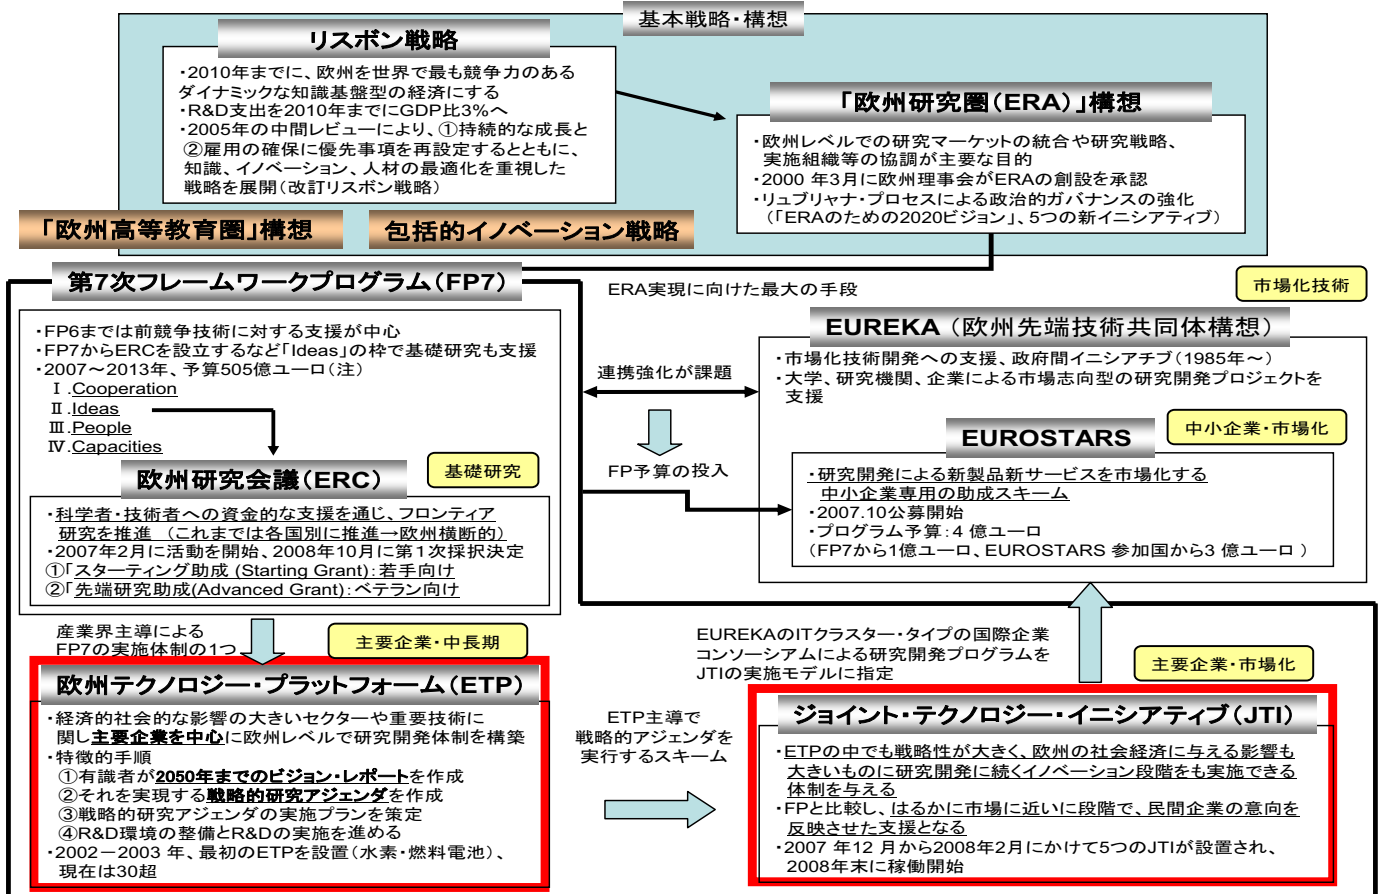 基本戦略・構想
リスボン戦略
・2010年までに、欧州を世界で最も競争力のある
ダイナミックな知識基盤型の経済にする
・R&D支出を2010年までにGDP比3%へ
・2005年の中間レビューにより、①持続的な成長と
②雇用の確保に優先事項を再設定するとともに、
知識、イノベーション、人材の最適化を重視した
戦略を展開（改訂リスボン戦略）
「欧州研究圏（ERA）」構想
・欧州レベルでの研究マーケットの統合や研究戦略、
実施組織等の協調が主要な目的
・2000 年3月に欧州理事会がERAの創設を承認
・リュブリャナ・プロセスによる政治的ガバナンスの強化
（「ERAのための2020ビジョン」、5つの新イニシアティブ）
「欧州高等教育圏」構想
包括的イノベーション戦略
第7次フレームワークプログラム（FP7）
・FP6までは前競争技術に対する支援が中心
・FP7からERCを設立するなど「Ideas」の枠で基礎研究も支援
・2007～2013年、予算505億ユーロ（注）
Ⅰ.Cooperation
Ⅱ.Ideas
Ⅲ.People
Ⅳ.Capacities
欧州研究会議（ERC）
基礎研究
・科学者・技術者への資金的な支援を通じ、フロンティア
研究を推進 （これまでは各国別に推進→欧州横断的）
・2007年2月に活動を開始、2008年10月に第1次採択決定
①「スターティング助成 (Starting Grant)：若手向け
②「先端研究助成(Advanced Grant)：ベテラン向け
ERA実現に向けた最大の手段
市場化技術
連携強化が課題
FP予算の投入
EUREKA （欧州先端技術共同体構想）
・市場化技術開発への支援、政府間イニシアチブ（1985年～）
・大学、研究機関、企業による市場志向型の研究開発プロジェクトを
支援
中小企業・市場化
EUROSTARS
・研究開発による新製品新サービスを市場化する
中小企業専用の助成スキーム
・2007.10公募開始
・プログラム予算：4 億ユーロ
（FP7から1億ユーロ、EUROSTARS 参加国から3 億ユーロ ）
産業界主導による
FP7の実施体制の1つ
主要企業・中長期
欧州テクノロジー・プラットフォーム（ETP）
・経済的社会的な影響の大きいセクターや重要技術に
関し主要企業を中心に欧州レベルで研究開発体制を構築
・特徴的手順
①有識者が2050年までのビジョン・レポートを作成
②それを実現する戦略的研究アジェンダを作成
③戦略的研究アジェンダの実施プランを策定
④R&D環境の整備とR&Dの実施を進める
・2002－2003 年、最初のETPを設置（水素・燃料電池）、
現在は30超
ETP主導で
戦略的アジェンダを
実行するスキーム
EUREKAのITクラスター・タイプの国際企業
コンソーシアムによる研究開発プログラムを
JTIの実施モデルに指定
主要企業・市場化
ジョイント・テクノロジー・イニシアティブ（JTI）
・ETPの中でも戦略性が大きく、欧州の社会経済に与える影響も
大きいものに研究開発に続くイノベーション段階をも実施できる
体制を与える
・FPと比較し、はるかに市場に近いに段階で、民間企業の意向を
反映させた支援となる
・2007 年12 月から2008年2月にかけて5つのJTIが設置され、
2008年末に稼働開始